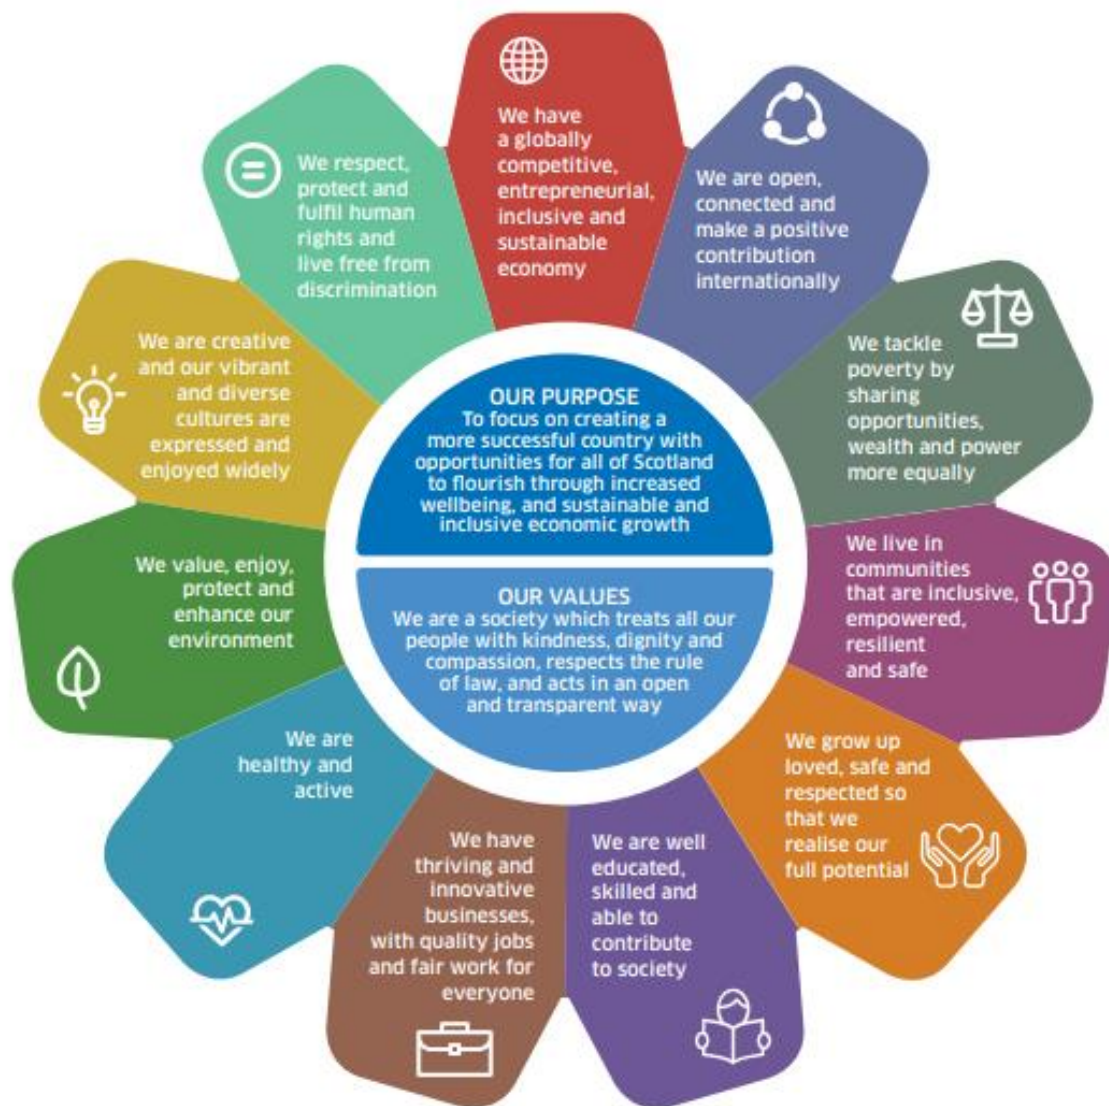 We have
a globally
competitive,
entrepreneurial,
inclusive and
sustainable
economy
We are open,
connected and
make a positive
contribution
internationally
We tackle
poverty by
sharing
opportunities,
wealth and power
more equally
We live in
communities
that are inclusive,
empowered,
resilient
and safe
We grow up
loved, safe and
respected so
that we
realise our
full potential
We are well
educated,
skilled and
able to
contribute
to society
We have
thriving and
innovative
businesses,
with quality jobs
and fair work for
everyone
We are
healthy and
active
We value, enjoy,
protect and
enhance our
environment
We are creative
and our vibrant
and diverse
cultures are
expressed and
enjoyed widely
We respect,
protect and
fulfil human
rights and
live free from
discrimination
OUR PURPOSE
To focus on creating a
more successful country with
opportunities for all of Scotland
to flourish through increased
wellbeing, and sustainable and
inclusive economic growth
OUR VALUES
We are a society which treats all our
people with kindness, dignity and
compassion, respects the rule
of law, and acts in an open
and transparent way